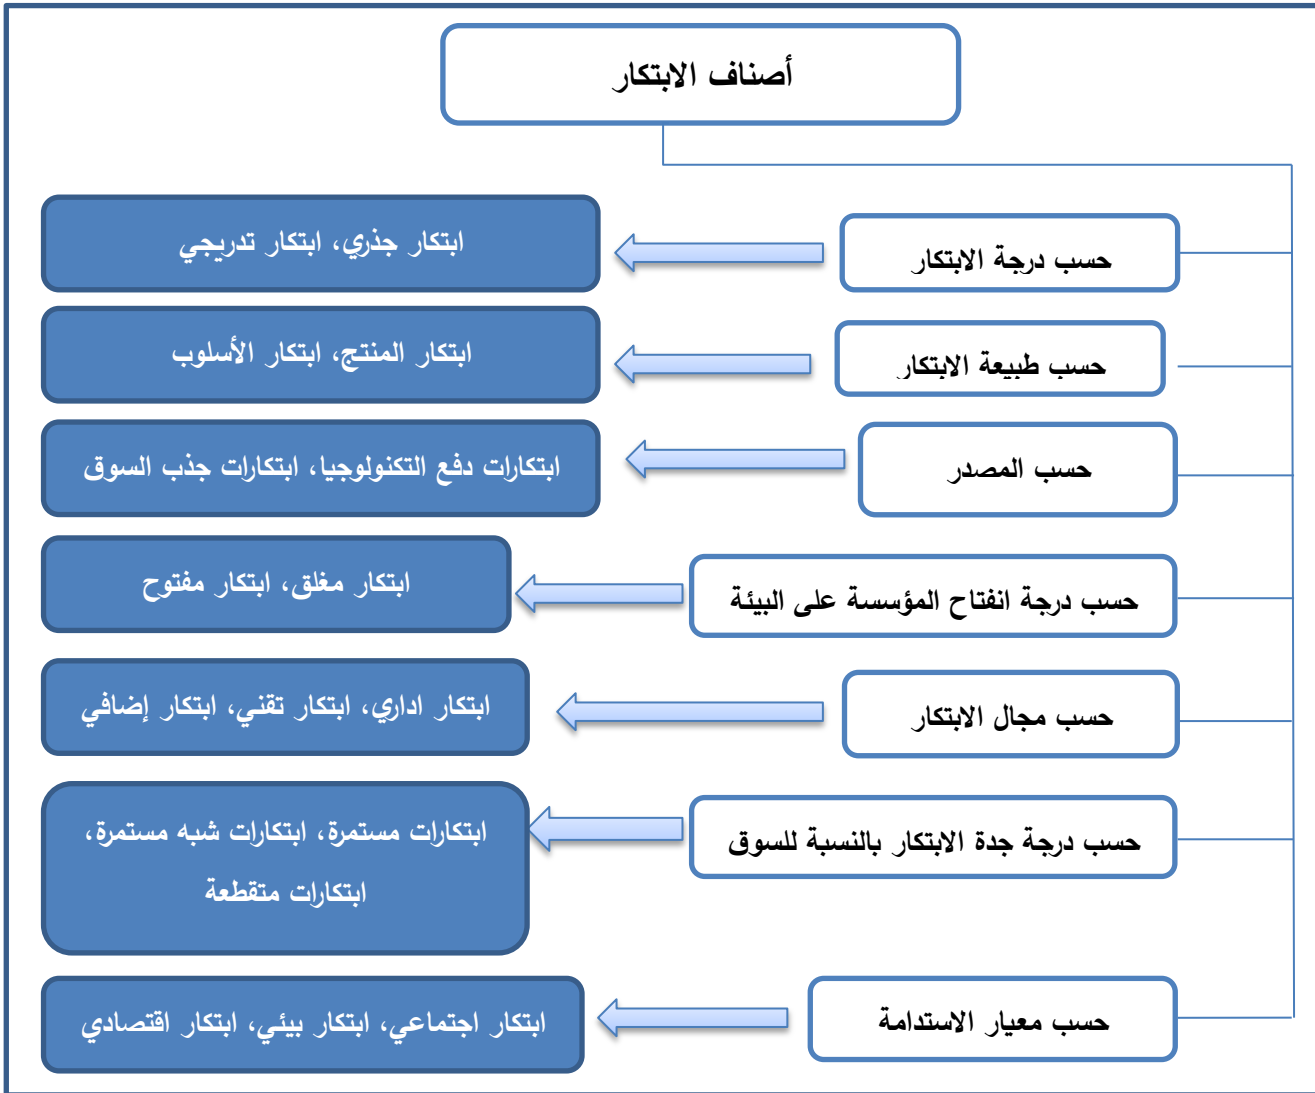 أصناف الابتكار
حسب درجة الابتكار
ابتكار جذري، ابتكار تدريجي
حسب طبيعة الابتكار
ابتكار المنتج، ابتكار الأسلوب
حسب المصدر
ابتكارات دفع التكنولوجيا، ابتكارات جذب السوق
حسب درجة انفتاح المؤسسة على البيئة
ابتكار مغلق، ابتكار مفتوح
حسب مجال الابتكار
ابتكار اداري، ابتكار تقني، ابتكار إضافي
حسب درجة جدة الابتكار بالنسبة للسوق
ابتكارات مستمرة، ابتكارات شبه مستمرة،
ابتكارات متقطعة
حسب معيار الاستدامة
ابتكار اجتماعي، ابتكار بيئي، ابتكار اقتصادي